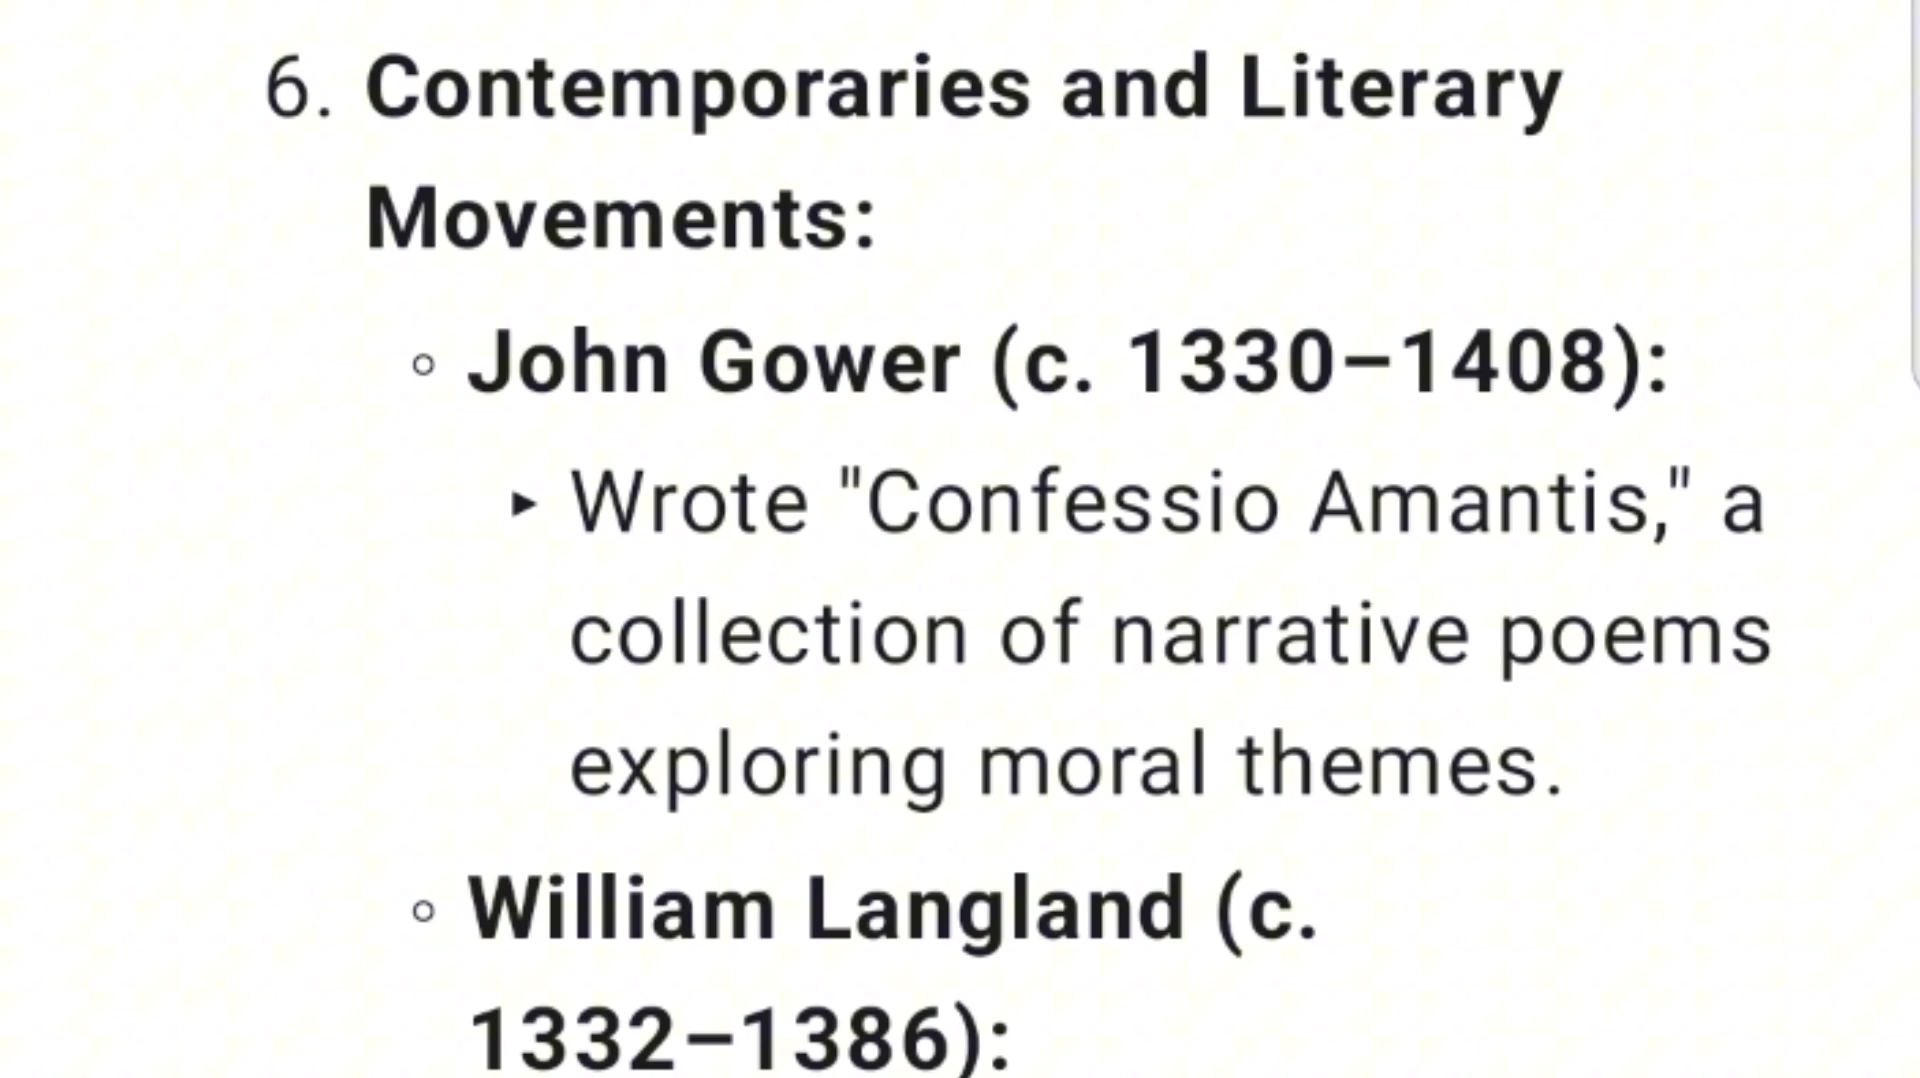 6. Contemporaries and Literary
Movements:
◦ John Gower (c. 1330–1408):
▸ Wrote "Confessio Amantis," a
collection of narrative poems
exploring moral themes.
◦ William Langland (c.
1332–1386):